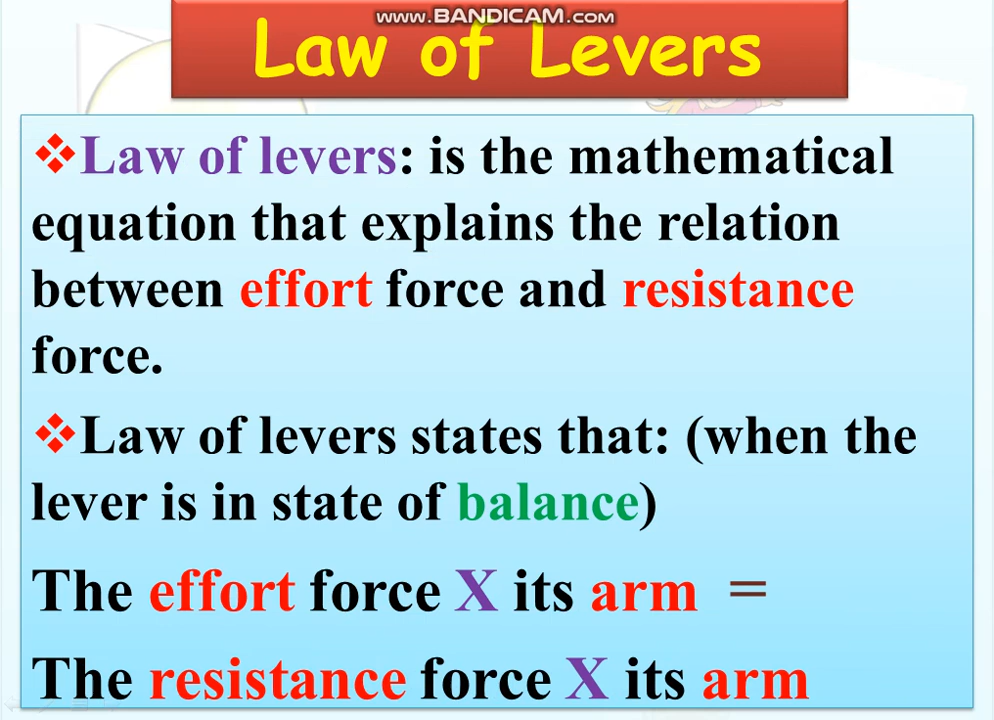 www.BANDICAM.com
Law of Levers
❖Law of levers: is the mathematical
equation that explains the relation
between effort force and resistance
force.
❖Law of levers states that: (when the
lever is in state of balance)
The effort force X its arm =
The resistance force X its arm